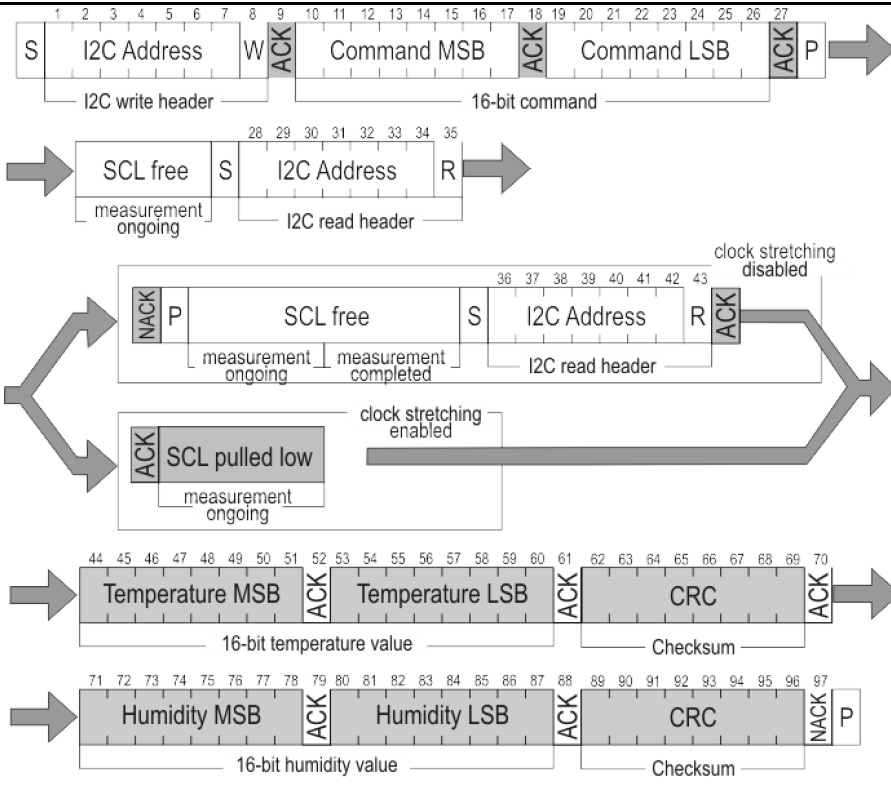 1 2 3 4 5 6 7 8 9 10 11 12 13 14 15 16 17 18 19 20 21 22 23 24 25 26 27
S I2C Address W ACK Command MSB ACK Command LSB ACK P
I2C write header 16-bit command
28 29 30 31 32 33 34 35
SCL free S I2C Address R
measurement
ongoing
I2C read header
clock stretching
disabled
36 37 38 39 40 41 42 43
NACK P SCL free S I2C Address R ACK
measurement
ongoing
measurement
completed
I2C read header
clock stretching
enabled
ACK SCL pulled low
measurement
ongoing
44 45 46 47 48 49 50 51 52 53 54 55 56 57 58 59 60 61 62 63 64 65 66 67 68 69 70
Temperature MSB ACK Temperature LSB ACK CRC ACK
16-bit temperature value Checksum
71 72 73 74 75 76 77 78 79 80 81 82 83 84 85 86 87 88 89 90 91 92 93 94 95 96 97
Humidity MSB ACK Humidity LSB ACK CRC NACK P
16-bit humidity value Checksum